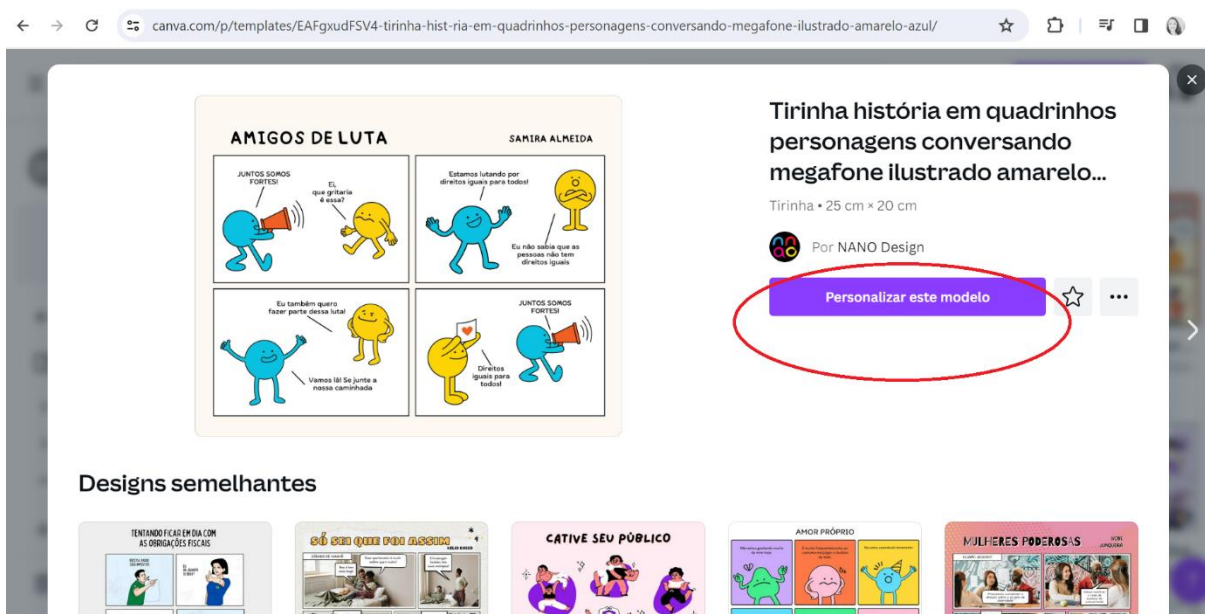 canva.com/p/templates/EAFgxudFSV4-tirinha-hist-ria-em-quadrinhos-personagens-conversando-megafone-ilustrado-amarelo-azul/
AMIGOS DE LUTA
SAMIRA ALMEIDA
JUNTOS SOMOS
FORTES!
Ei,
que gritaria
é essa?
Estamos lutando por
direitos iguais para todos!
Eu não sabia que as
pessoas não tem
direitos iguais
Eu também quero
fazer parte dessa luta!
Vamos lá! Se junte a
nossa caminhada
JUNTOS SOMOS
FORTES!
Direitos
iguais para
todos!
Tirinha história em quadrinhos
personagens conversando
megafone ilustrado amarelo...
Tirinha • 25 cm × 20 cm
Por NANO Design
Personalizar este modelo
Designs semelhantes
TENTANDO FICAR EM DIA COM
AS OBRIGAÇÕES FISCAIS
SÓ SEI QUE FOI ASSIM
CATIVE SEU PÚBLICO
AMOR PRÓPRIO
MULHERES PODEROSAS